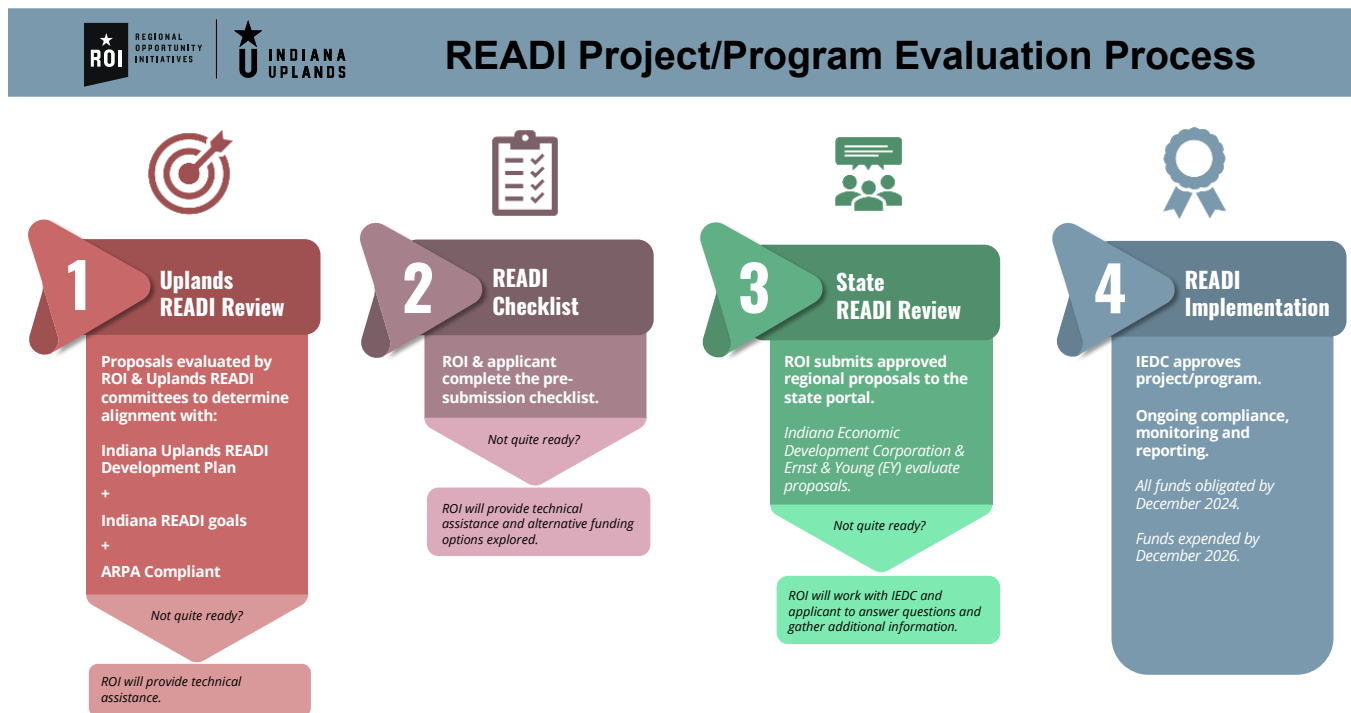 ROI
REGIONAL
OPPORTUNITY
INITIATIVES
U INDIANA
UPLANDS
READI Project/Program Evaluation Process
1
Uplands
READI Review
Proposals evaluated by
ROI & Uplands READI
committees to determine
alignment with:
Indiana Uplands READI
Development Plan
+
Indiana READI goals
+
ARPA Compliant
Not quite ready?
ROI will provide technical
assistance.
2
READI
Checklist
ROI & applicant
complete the pre-
submission checklist.
Not quite ready?
ROI will provide technical
assistance and alternative funding
options explored.
3
State
READI Review
ROI submits approved
regional proposals to the
state portal.
Indiana Economic
Development Corporation &
Ernst & Young (EY) evaluate
proposals.
Not quite ready?
ROI will work with IEDC and
applicant to answer questions and
gather additional information.
4
READI
Implementation
IEDC approves
project/program.
Ongoing compliance,
monitoring and
reporting.
All funds obligated by
December 2024.
Funds expended by
December 2026.